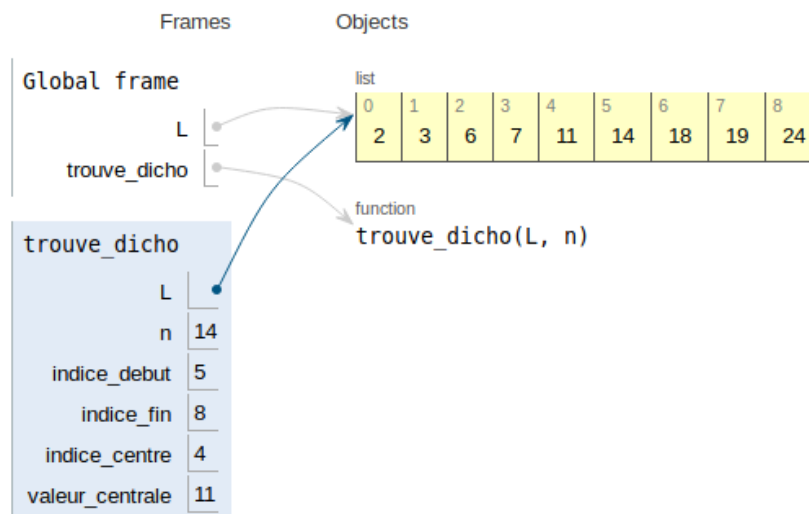 Frames Objects
Global frame
list
0 1 2 3 4 5 6 7 8
2 3 6 7 11 14 18 19 24
L
trouve_dicho
function
trouve_dicho(L, n)
trouve_dicho
L
n 14
indice_debut 5
indice_fin 8
indice_centre 4
valeur_centrale 11